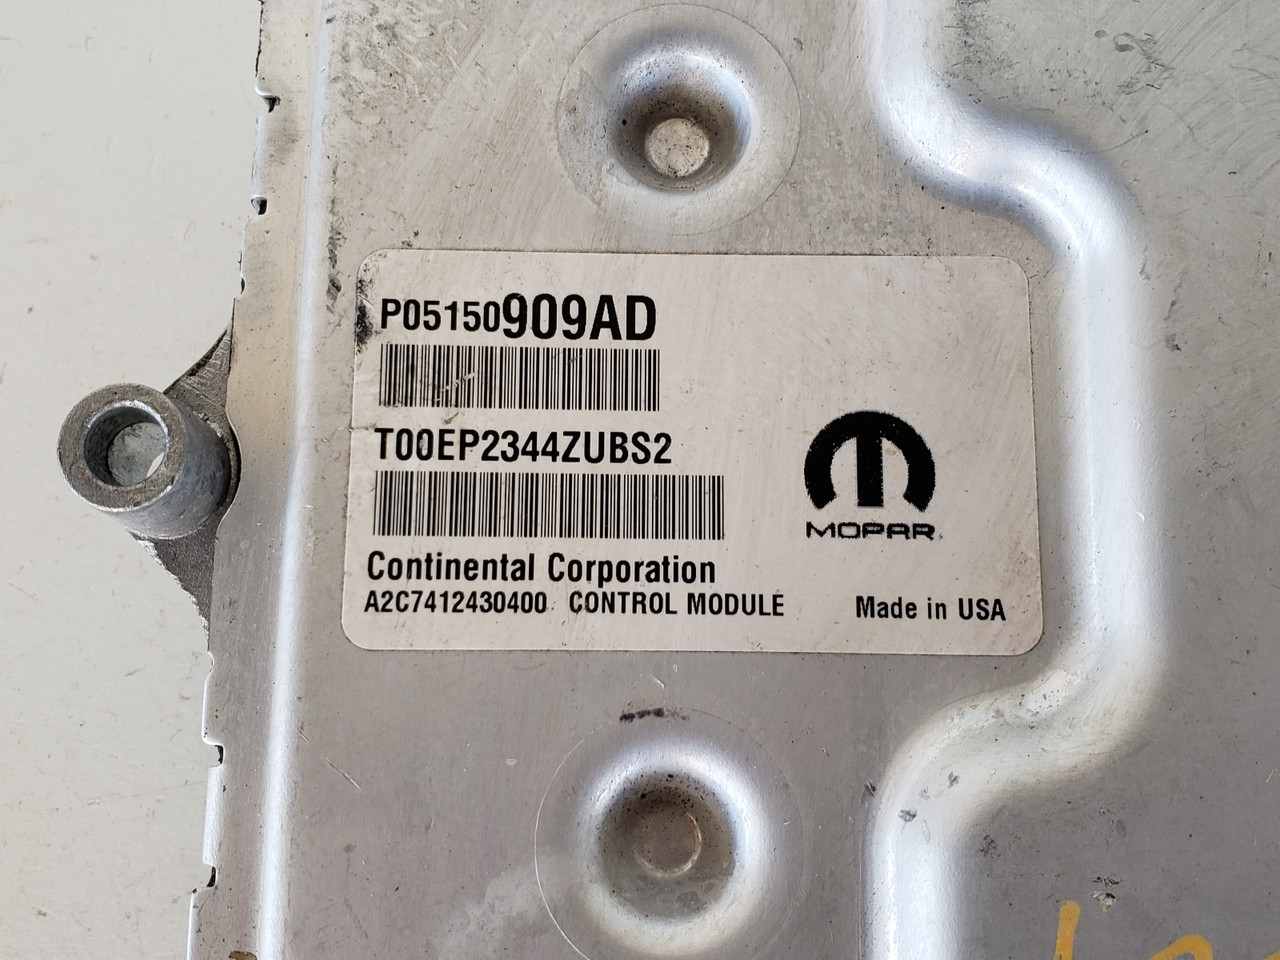 P05150909AD
T00EP2344ZUBS2
MOPAR
Continental Corporation
A2C7412430400 CONTROL MODULE Made in USA